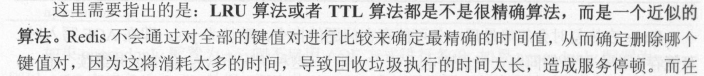 这里需要指出的是：LRU 算法或者 TTL 算法都是不是很精确算法，而是一个近似的
算法。Redis 不会通过对全部的键值对进行比较来确定最精确的时间值，从而确定删除哪个
键值对，因为这将消耗太多的时间，导致回收垃圾执行的时间太长，造成服务停顿。而在